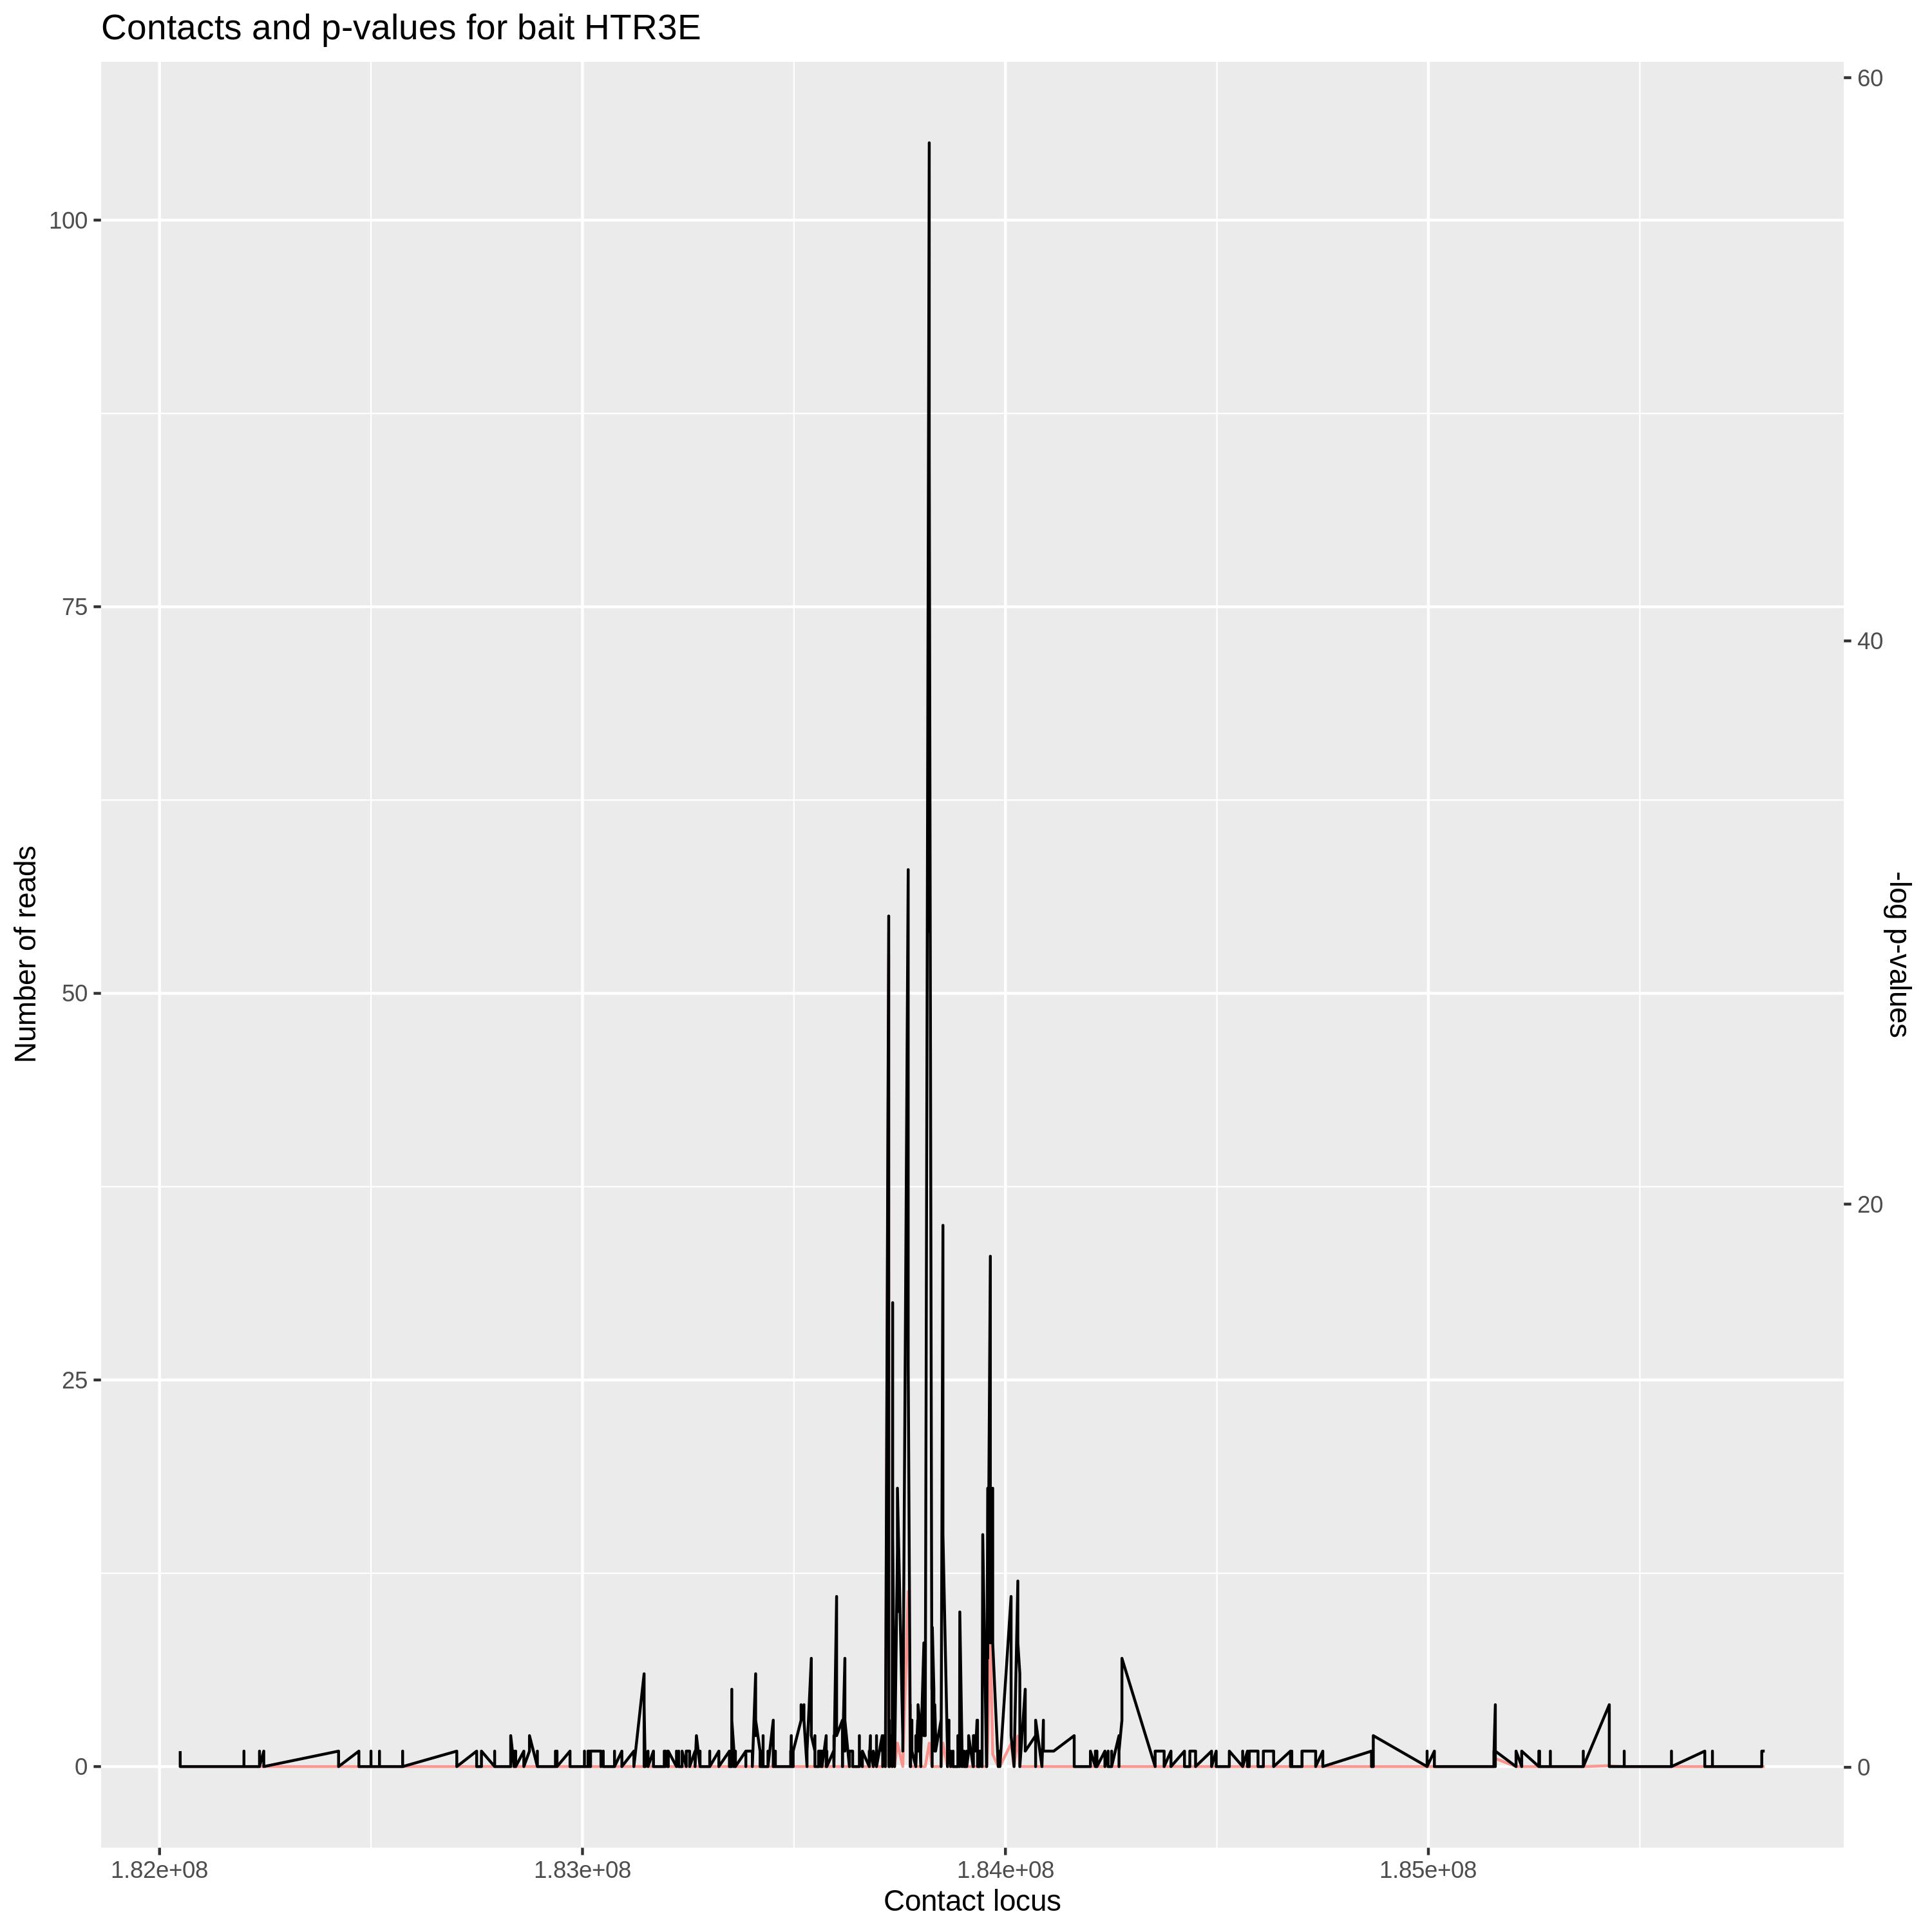 Contacts and p-values for bait HTR3E
100
75
50
25
0
Number of reads
60
40
20
0
-log p-values
1.82e+08
1.83e+08
1.84e+08
1.85e+08
Contact locus